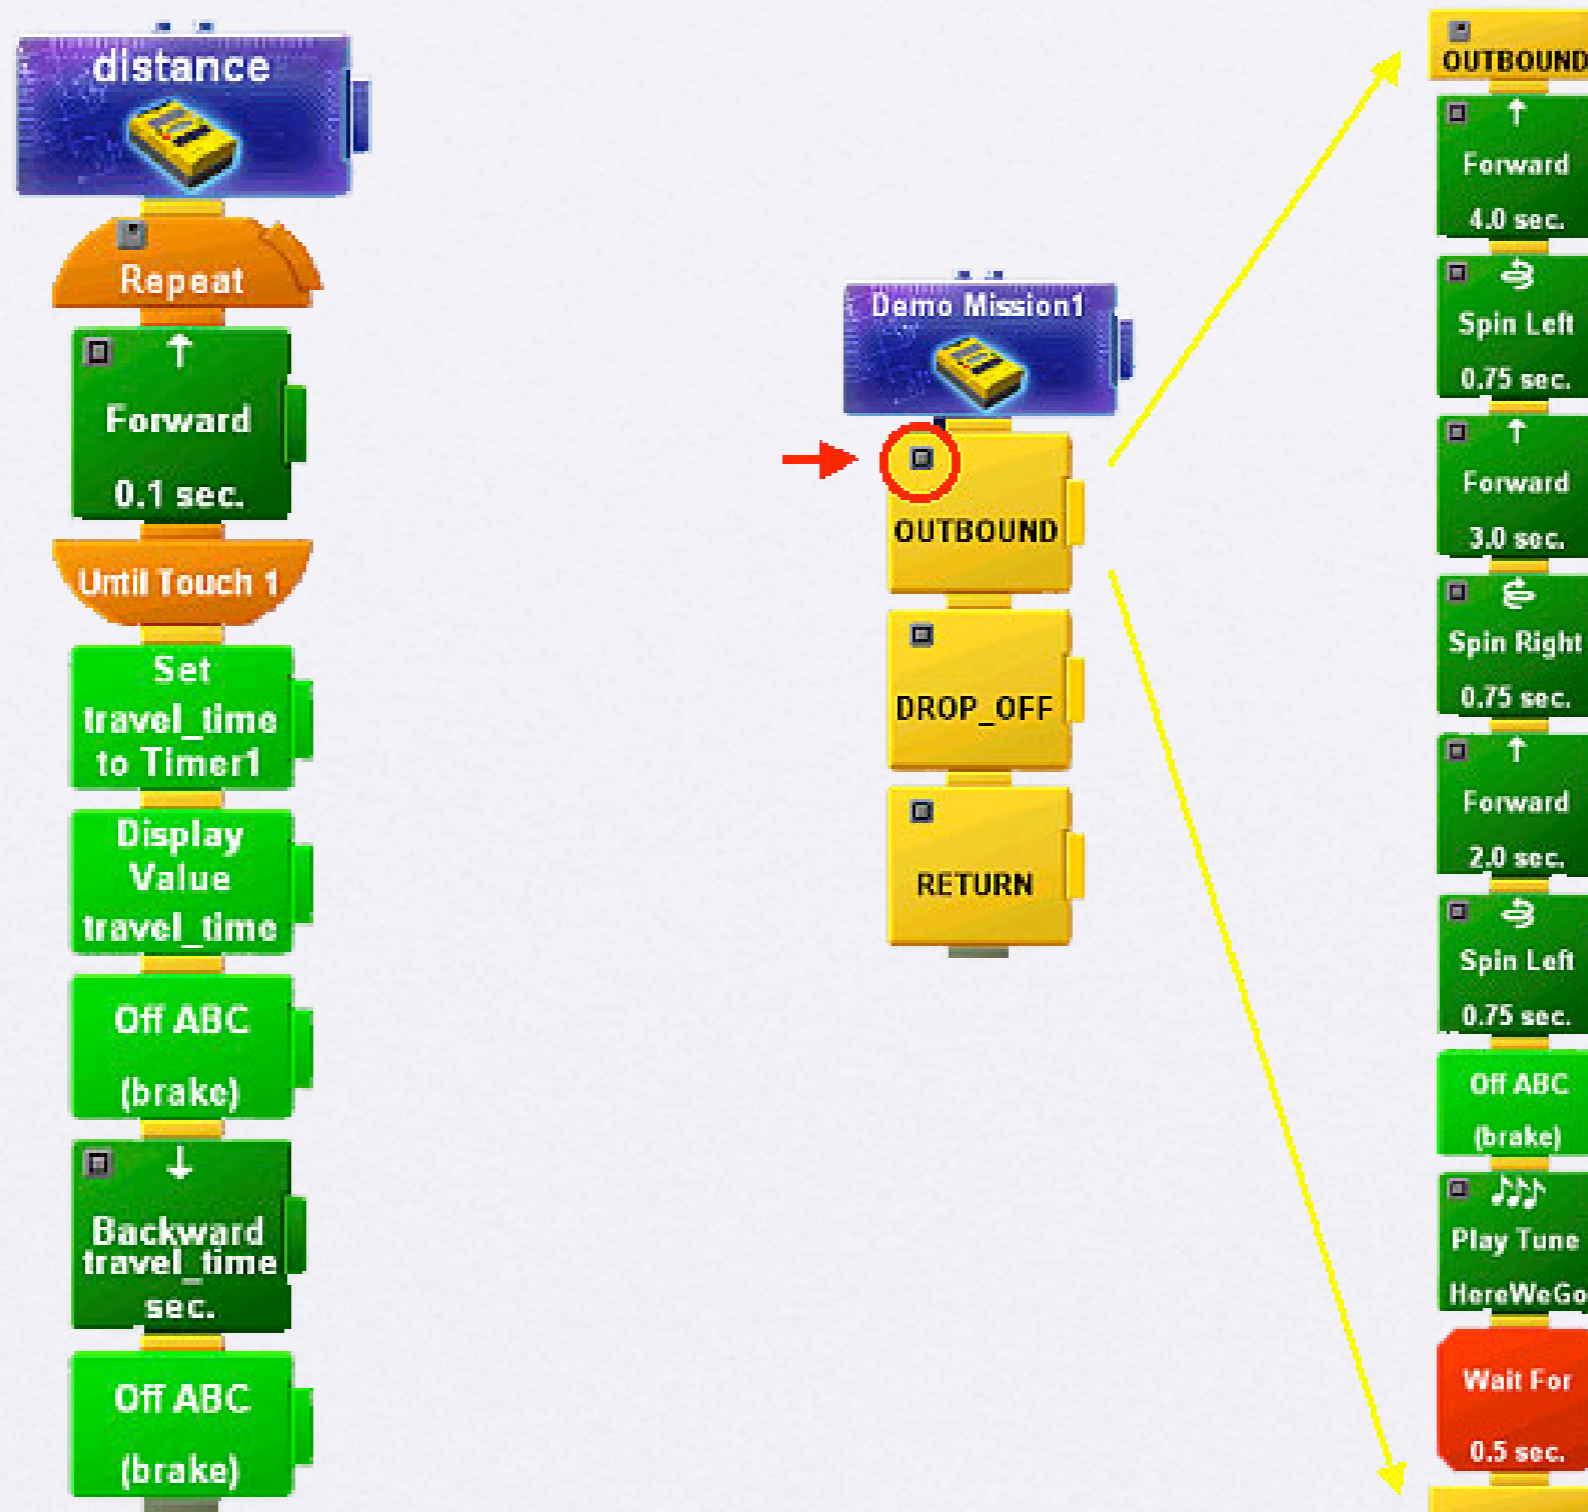 distance
Repeat
Forward
0.1 sec.
Until Touch 1
Set
travel_time
to Timer1
Display
Value
travel_time
Off ABC
(brake)
Backward
travel_time
sec.
Off ABC
(brake)
Demo Mission1
OUTBOUND
DROP_OFF
RETURN
OUTBOUND
Forward
4.0 sec.
Spin Left
0.75 sec.
Forward
3.0 sec.
Spin Right
0.75 sec.
Forward
2.0 sec.
Spin Left
0.75 sec.
Off ABC
(brake)
Play Tune
HereWeGo
Wait For
0.5 sec.